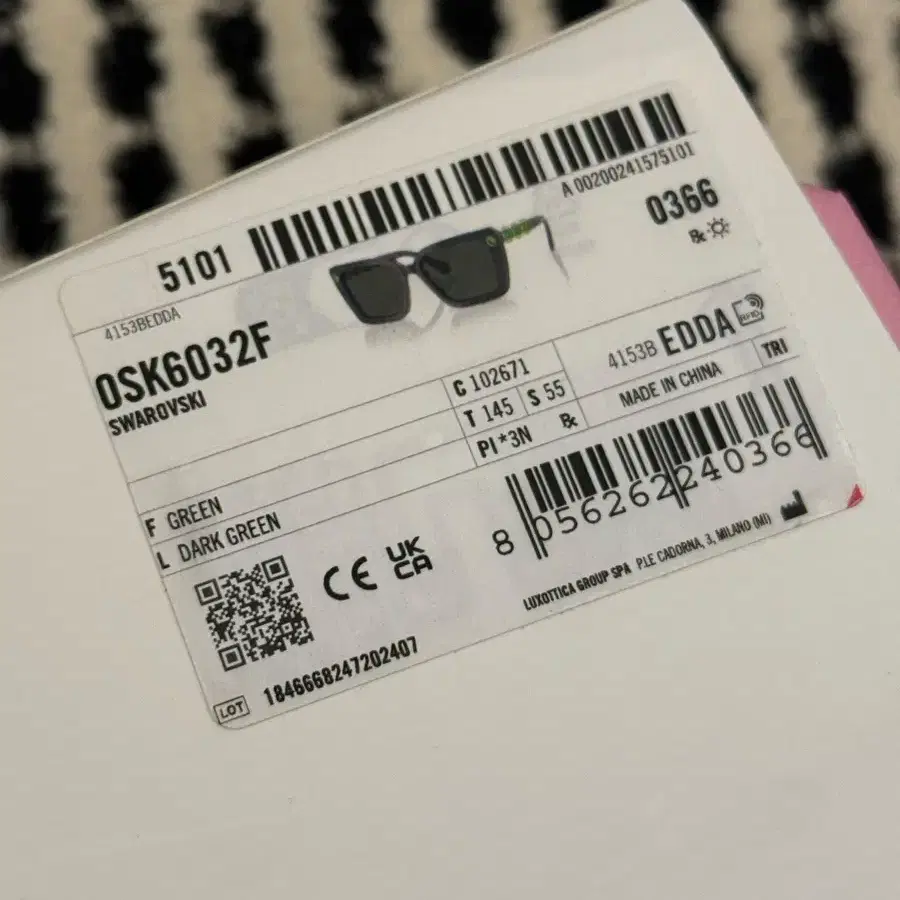 5101
A 00200241575101
0366
4153BEDDA
0SK6032F
SWAROVSKI
C 102671
T 145 S 55
PI *3N
4153B EDDA RFID
MADE IN CHINA TRI
F GREEN
L DARK GREEN
8 056262 240366
CE UK
CA
LUXOTTICA GROUP SPA P.LE CADORNA, 3, MILANO (MI)
LOT 1846668247202407